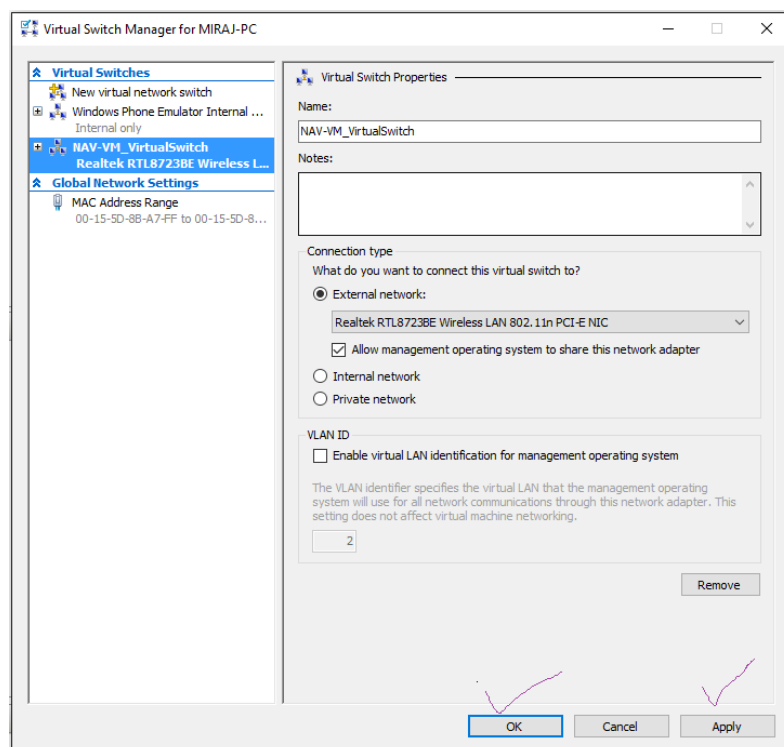 Virtual Switch Manager for MIRAJ-PC
Virtual Switches
New virtual network switch
Windows Phone Emulator Internal ...
Internal only
NAV-VM_VirtualSwitch
Realtek RTL8723BE Wireless L...
Global Network Settings
MAC Address Range
00-15-5D-8B-A7-FF to 00-15-5D-8...
Virtual Switch Properties
Name:
NAV-VM_VirtualSwitch
Notes:
Connection type
What do you want to connect this virtual switch to?
External network:
Realtek RTL8723BE Wireless LAN 802.11n PCI-E NIC
Allow management operating system to share this network adapter
Internal network
Private network
VLAN ID
Enable virtual LAN identification for management operating system
The VLAN identifier specifies the virtual LAN that the management operating
system will use for all network communications through this network adapter. This
setting does not affect virtual machine networking.
2
Remove
OK
Cancel
Apply